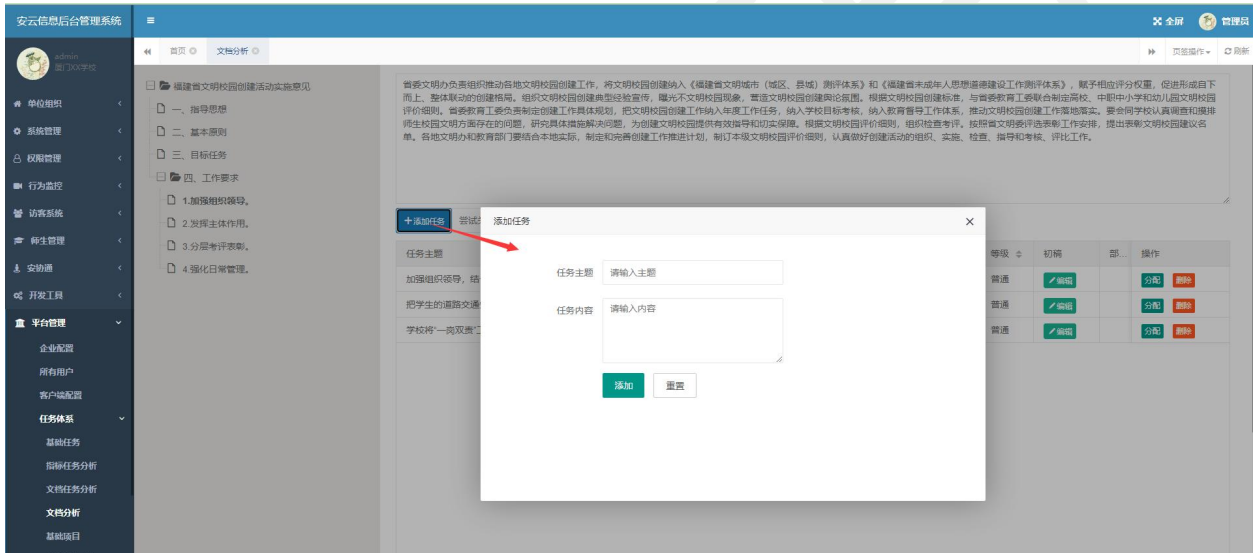 安云信息后台管理系统
全屏
管理员
首页
文档分析
页签操作
刷新
admin
厦门XX学校
单位组织
系统管理
权限管理
行为监控
访客系统
师生管理
安协通
开发工具
平台管理
企业配置
所有用户
客户端配置
任务体系
基础任务
指标任务分析
文档任务分析
文档分析
基础项目
福建省文明校园创建活动实施意见
一、指导思想
二、基本原则
三、目标任务
四、工作要求
1.加强组织领导。
2.发挥主体作用。
3.分层考评表彰。
4.强化日常管理。
省委文明办负责组织推动各地文明校园创建工作，将文明校园创建纳入《福建省文明城市（城区、县城）测评体系》和《福建省未成年人思想道德建设工作测评体系》，赋予相应评分权重，促进形成自下
而上、整体联动的创建格局。组织文明校园创建典型经验宣传，曝光不文明校园现象，营造文明校园创建舆论氛围。根据文明校园创建标准，与省委教育工委联合制定高校、中职中小学和幼儿园文明校园
评价细则。省委教育工委负责制定创建工作具体规划，把文明校园创建工作纳入年度工作任务，纳入学校目标考核，纳入教育督导工作体系，推动文明校园创建工作落地落实。要会同学校认真调查和摸排
师生校园文明方面存在的问题，研究具体措施解决问题，为创建文明校园提供有效指导和切实保障。根据文明校园评价细则，组织检查考评。按照省文明委评选表彰工作安排，提出表彰文明校园建议名
单。各地文明办和教育部门要结合本地实际，制定和完善创建工作推进计划，制订本级文明校园评价细则，认真做好创建活动的组织、实施、检查、指导和考核、评比工作。
+添加任务
尝试
添加任务
×
任务主题
请输入主题
任务内容
请输入内容
添加
重置
任务主题
等级
初稿
部...
操作
加强组织领导，结
普通
编辑
分配
删除
把学生的道路交通
普通
编辑
分配
删除
学校将"一岗双责"
普通
编辑
分配
删除